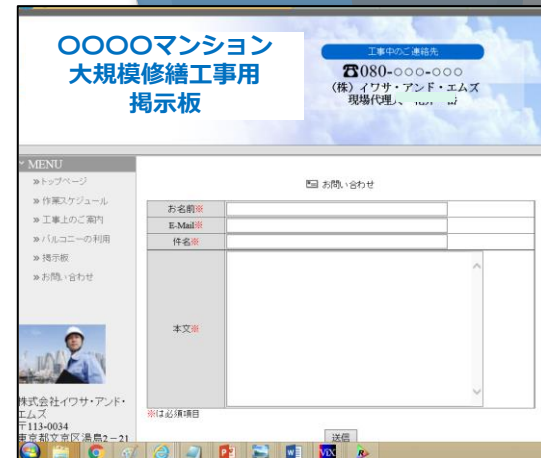 〇〇〇〇マンション
大規模修繕工事用
掲示板
工事中のご連絡先
☎080-○○○-○○○
(株)イワサ・アンド・エムズ
現場代理
MENU
»トップページ
»作業スケジュール
»工事上のご案内
»バルコニーの利用
»掲示板
»お問い合わせ
お問い合わせ
お名前※
E-Mail※
件名※
本文※
※は必須項目
送信
株式会社イワサ・アンド・
エムズ
〒113-0034
東京都文京区湯島2-21